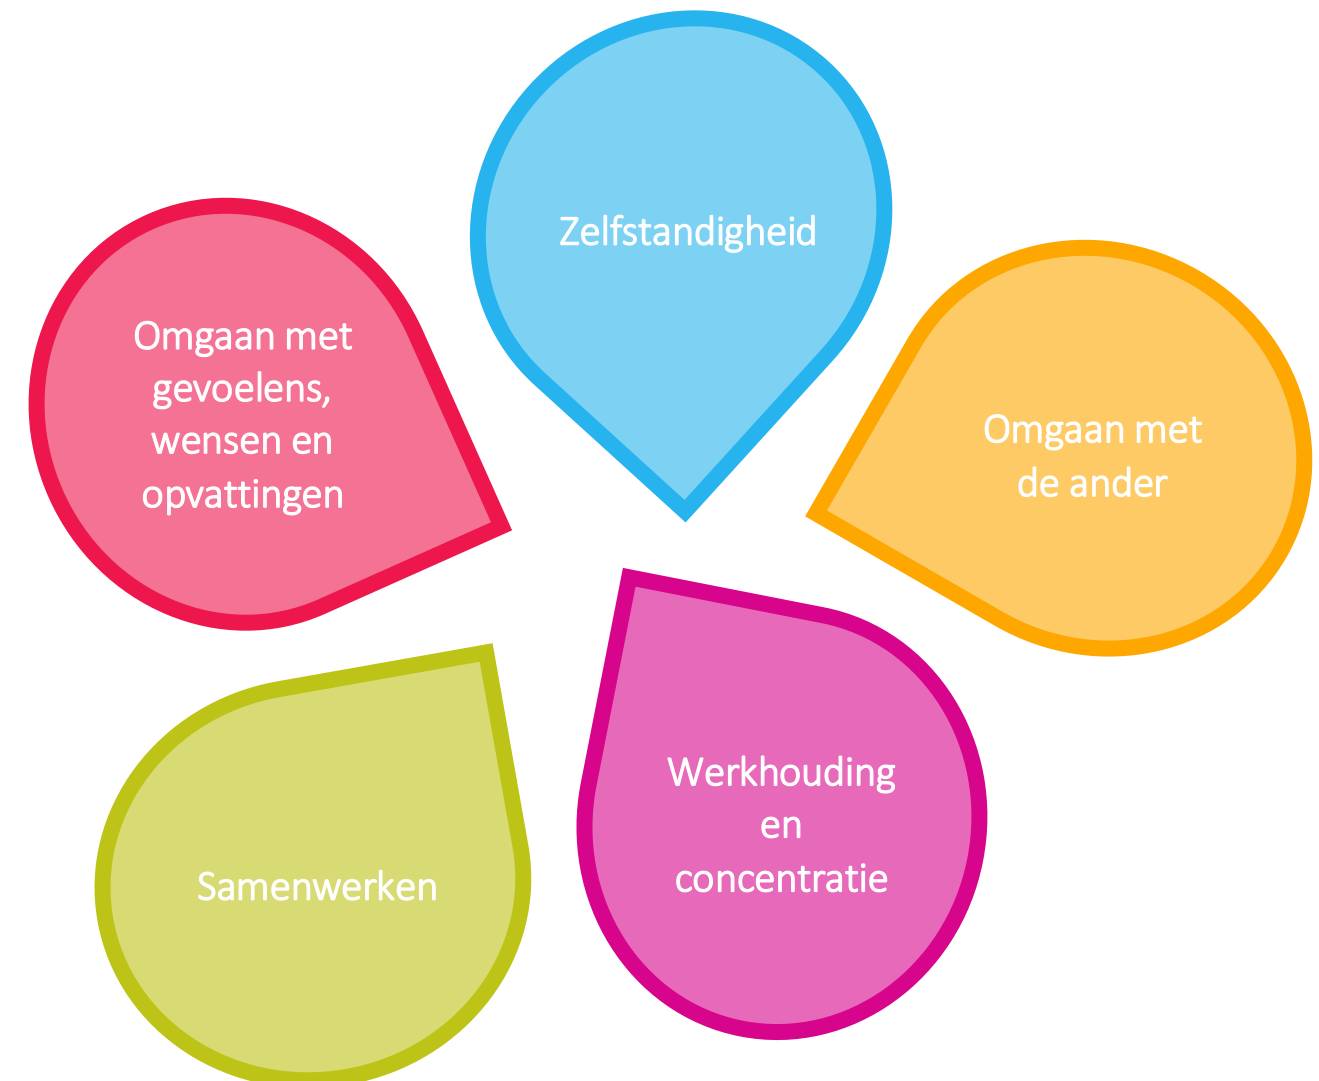 Zelfstandigheid
Omgaan met
gevoelens,
wensen en
opvattingen
Omgaan met
de ander
Werkhouding
en
concentratie
Samenwerken